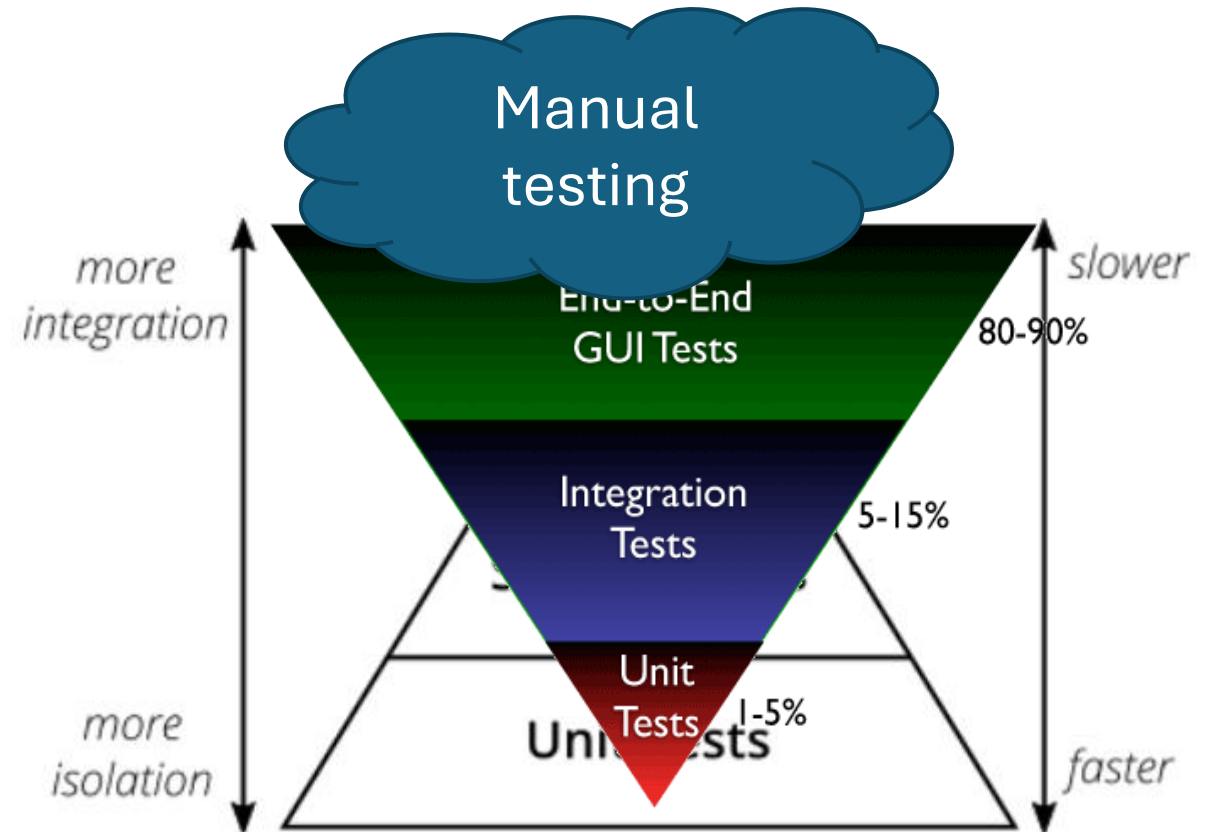 Manual
testing
more
integration
slower
End-to-End
GUI Tests
80-90%
Integration
Tests
5-15%
Unit
Tests
1-5%
more
isolation
faster